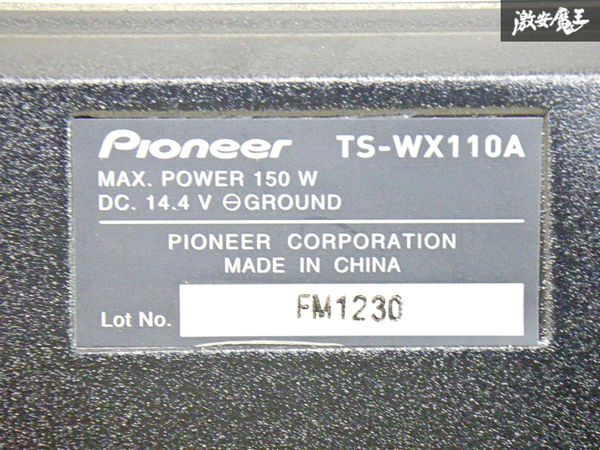 激安魔王
Pioneer TS-WX110A
MAX. POWER 150 W
DC. 14.4 V ⊖GROUND
PIONEER CORPORATION
MADE IN CHINA
Lot No. FM1230